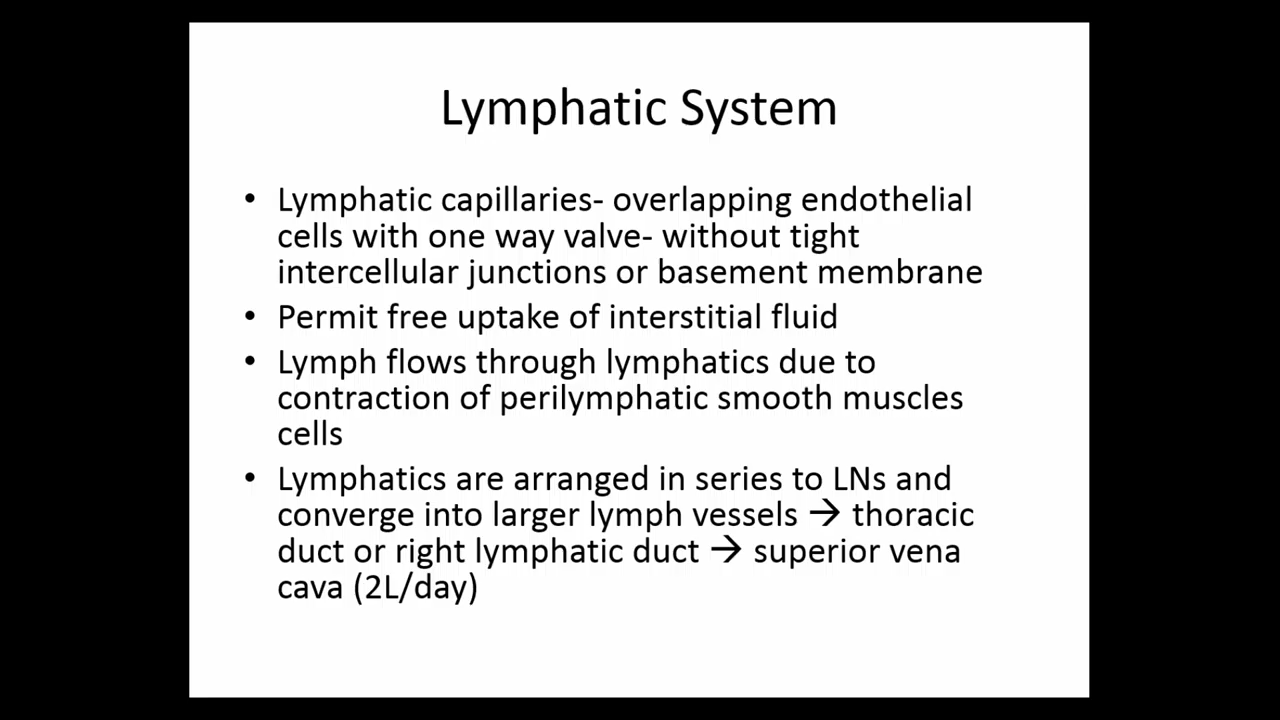 Lymphatic System
• Lymphatic capillaries- overlapping endothelial
cells with one way valve- without tight
intercellular junctions or basement membrane
• Permit free uptake of interstitial fluid
• Lymph flows through lymphatics due to
contraction of perilymphatic smooth muscles
cells
• Lymphatics are arranged in series to LNs and
converge into larger lymph vessels → thoracic
duct or right lymphatic duct → superior vena
cava (2L/day)